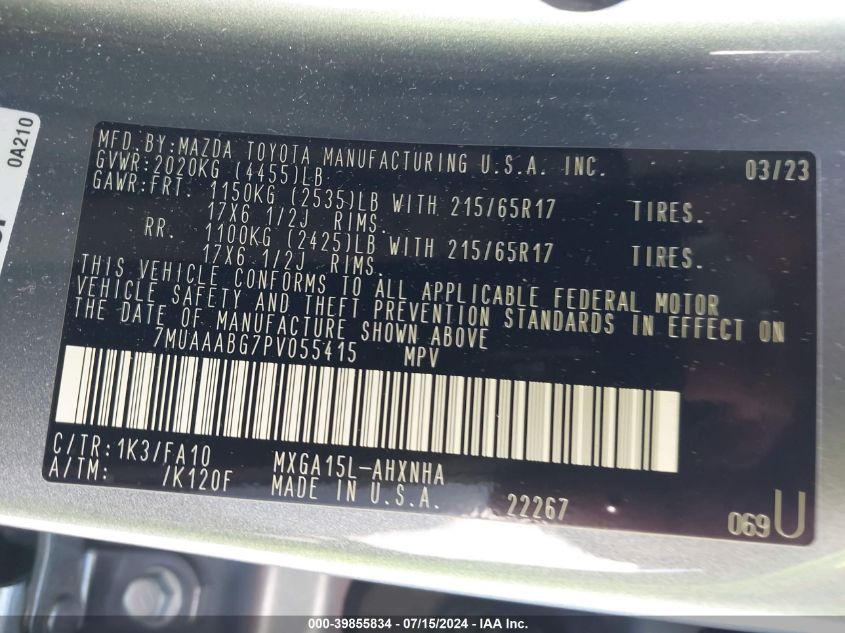 0A210
MFD.BY:MAZDA TOYOTA MANUFACTURING U.S.A. INC. 03/23
GVWR:2020KG (4455)LB
GAWR:FRT. 1150KG (2535)LB WITH 215/65R17 TIRES.
17X6 1/2J RIMS.
RR. 1100KG (2425)LB WITH 215/65R17 TIRES.
17X6 1/2J RIMS.
THIS VEHICLE CONFORMS TO ALL APPLICABLE FEDERAL MOTOR
VEHICLE SAFETY AND THEFT PREVENTION STANDARDS IN EFFECT ON
THE DATE OF MANUFACTURE SHOWN ABOVE
7MUAAABG7PV055415 MPV
C/TR:1K3/FA10 MXGA15L-AHXNHA
A/TM: /K120F MADE IN U.S.A. 22267
069U
000-39855834 / 07/15/2024 - IAA Inc.